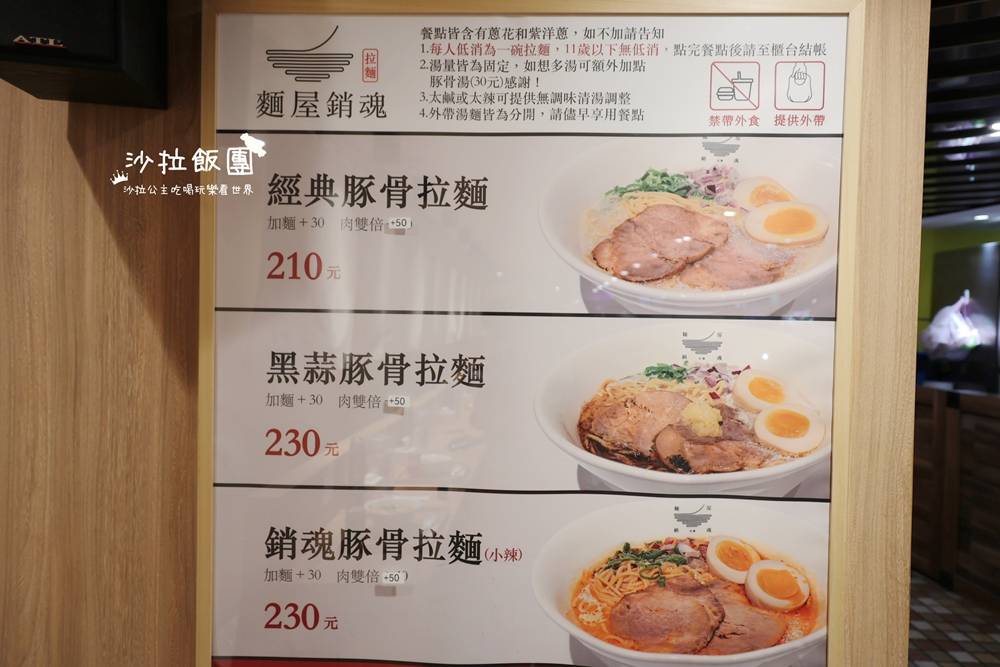 ATL
拉麵
麵屋銷魂
餐點皆含有蔥花和紫洋蔥，如不加請告知
1.每人低消為一碗拉麵，11歲以下無低消，點完餐點後請至櫃台結帳
2.湯量皆為固定，如想多湯可額外加點
豚骨湯(30元)感謝！
3.太鹹或太辣可提供無調味清湯調整
4.外帶湯麵皆為分開，請儘早享用餐點
禁帶外食 提供外帶
沙拉飯團
沙拉公主吃喝玩樂看世界
經典豚骨拉麵
加麵+30 肉雙倍+50
210元
黑蒜豚骨拉麵
加麵+30 肉雙倍+50
230元
麵屋
銷魂
銷魂豚骨拉麵(小辣)
加麵+30 肉雙倍+50
230元
麵屋
銷魂